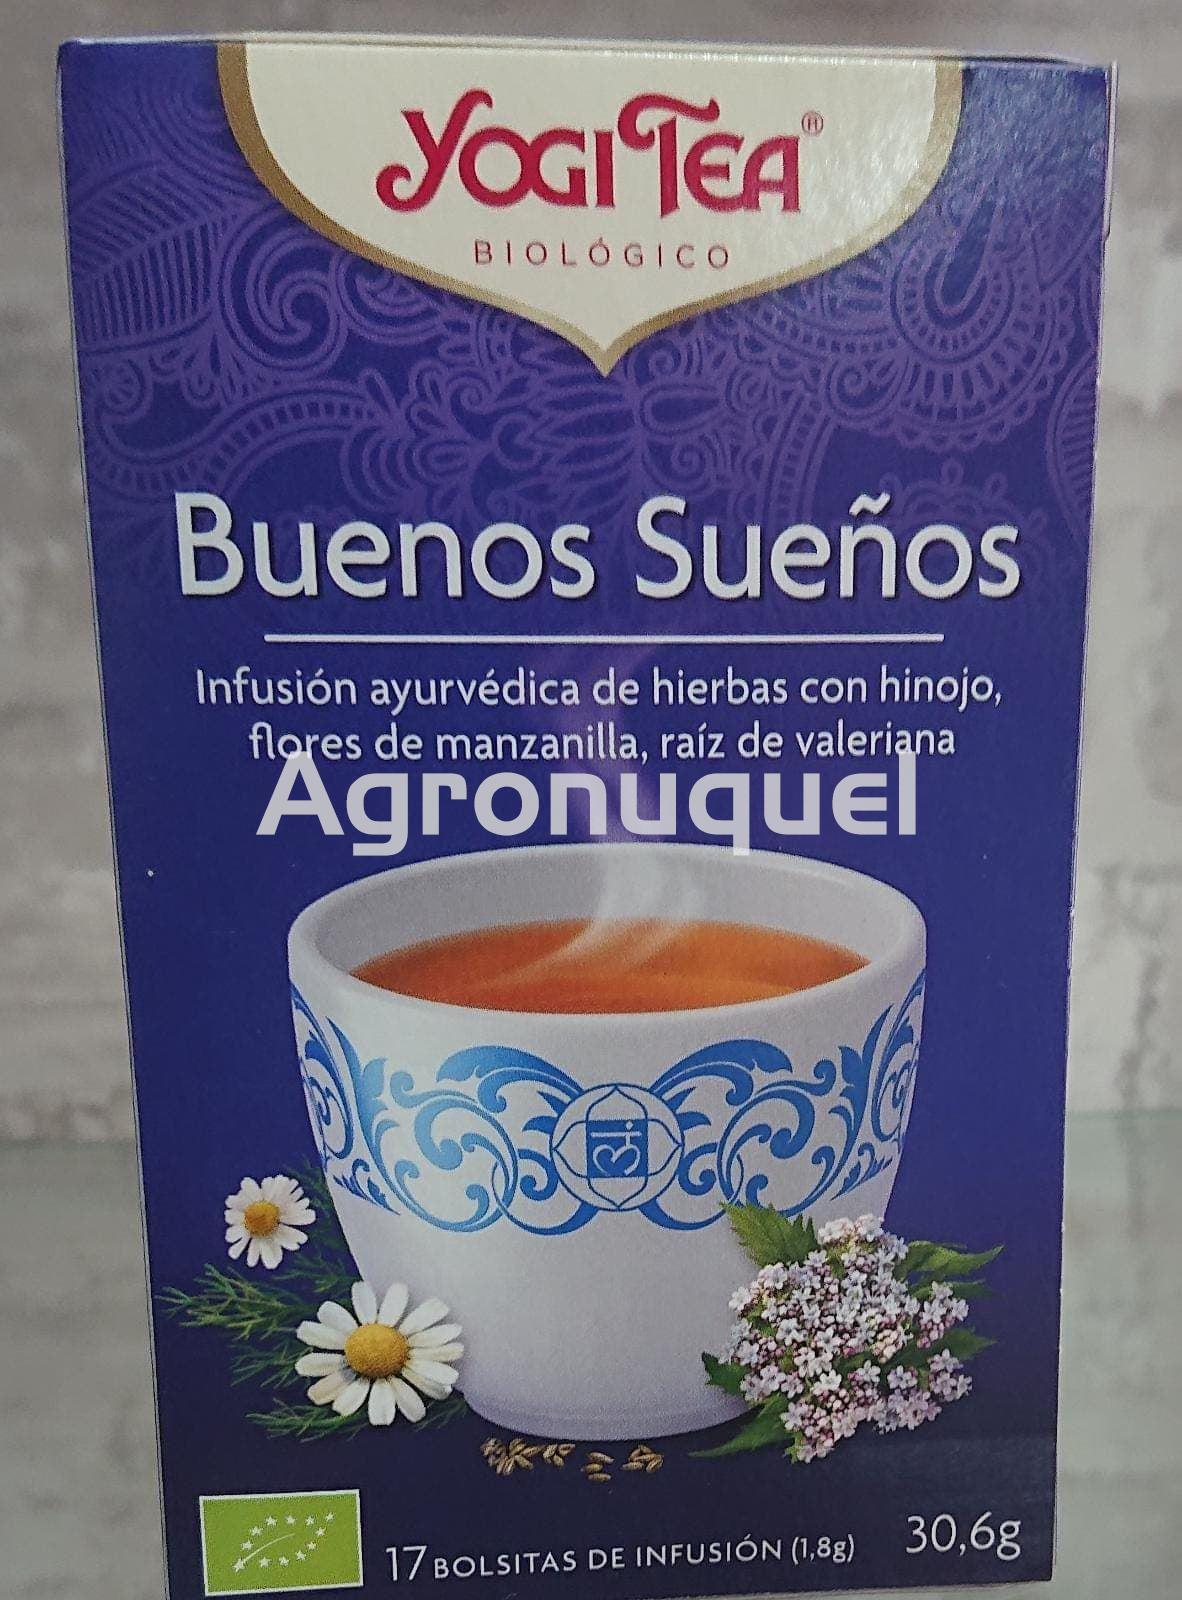 YOGI TEA®
BIOLÓGICO
Buenos Sueños
Infusión ayurvédica de hierbas con hinojo,
flores de manzanilla, raíz de valeriana
Agronuquel
17 BOLSITAS DE INFUSIÓN (1,8g) 30,6g